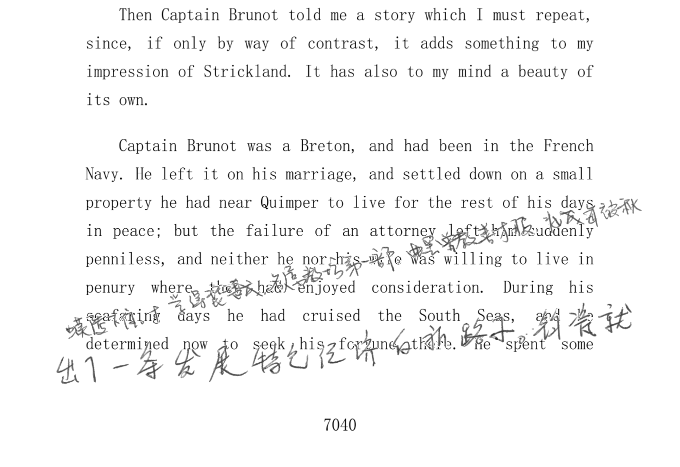 Then Captain Brunot told me a story which I must repeat,
since, if only by way of contrast, it adds something to my
impression of Strickland. It has also to my mind a beauty of
its own.
Captain Brunot was a Breton, and had been in the French
Navy. He left it on his marriage, and settled down on a small
property he had near Quimper to live for the rest of his days
in peace; but the failure of an attorney left him suddenly
penniless, and neither he nor his wife was willing to live in
penury where they had enjoyed consideration. During his
seafaring days he had cruised the South Seas, and he
determined now to seek his fortune there. He spent some
出了一条发展特色经济的新路子。
7040